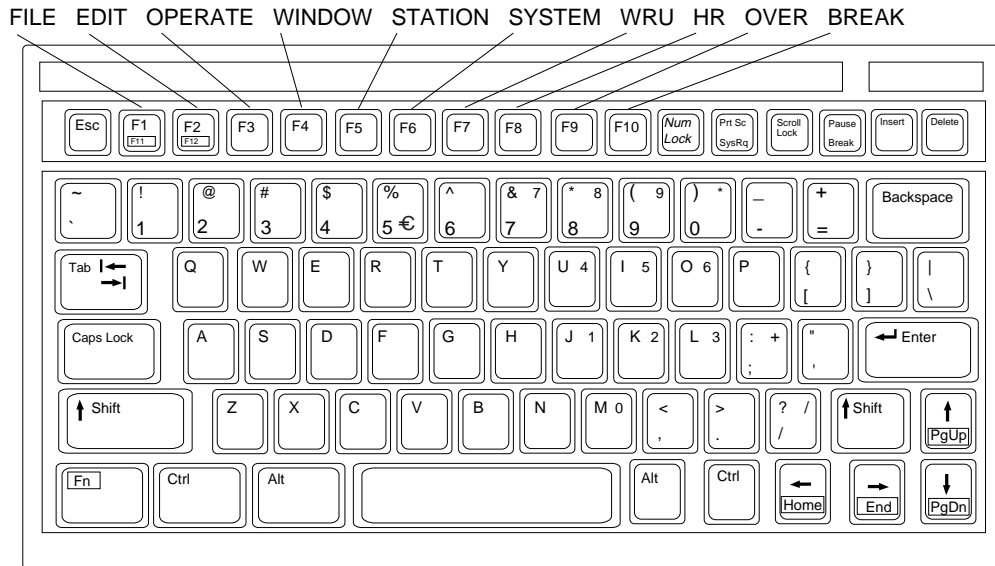 FILE EDIT OPERATE WINDOW STATION SYSTEM WRU HR OVER BREAK
Esc F1 F2 F3 F4 F5 F6 F7 F8 F9 F10 Num Lock Prt Sc SysRq Scroll Lock Pause Break Insert Delete
F11 F12
~ ! @ # $ % ^ & 7 * 8 ( 9 ) * _ + Backspace
` 1 2 3 4 5 € 6 7 8 9 0 - =
Tab Q W E R T Y U 4 I 5 O 6 P { } |
[ ] \
Caps Lock A S D F G H J 1 K 2 L 3 : + " Enter
; '
Shift Z X C V B N M 0 < > ? / Shift
, . / PgUp
Fn Ctrl Alt Alt Ctrl
Home End PgDn